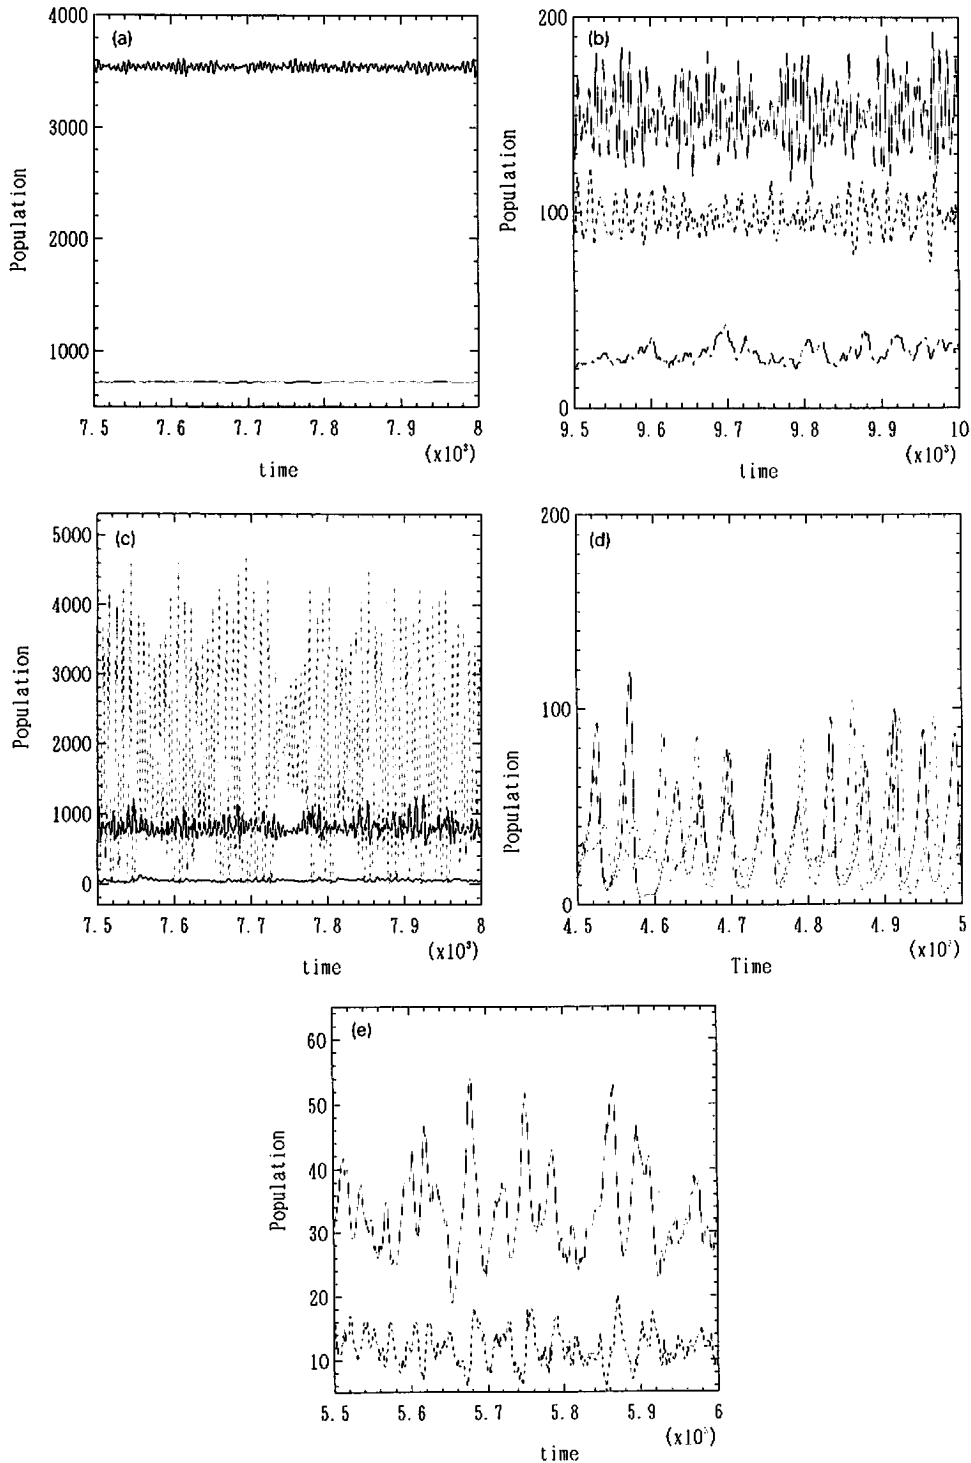 (a)
4000
3000
2000
1000
Population
7.5 7.6 7.7 7.8 7.9 8
(x10³)
time
(b)
200
100
0
Population
9.5 9.6 9.7 9.8 9.9 10
(x10³)
time
(c)
5000
4000
3000
2000
1000
0
Population
7.5 7.6 7.7 7.8 7.9 8
(x10³)
time
(d)
200
100
0
Population
4.5 4.6 4.7 4.8 4.9 5
(x10³)
Time
(e)
60
50
40
30
20
10
Population
5.5 5.6 5.7 5.8 5.9 6
(x10³)
time